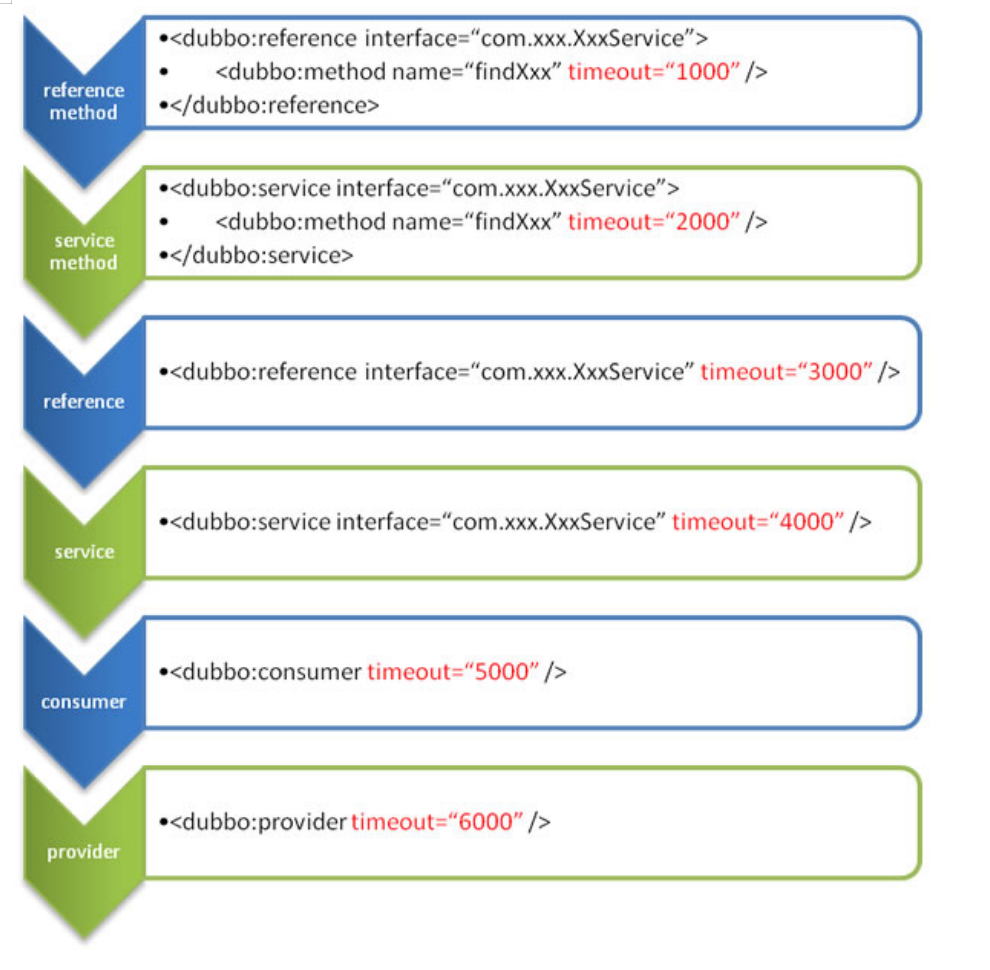 reference
method
•<dubbo:reference interface=“com.xxx.XxxService”>
• <dubbo:method name=“findXxx” timeout=“1000” />
•</dubbo:reference>
service
method
•<dubbo:service interface=“com.xxx.XxxService”>
• <dubbo:method name=“findXxx” timeout=“2000” />
•</dubbo:service>
reference
•<dubbo:reference interface=“com.xxx.XxxService” timeout=“3000” />
service
•<dubbo:service interface=“com.xxx.XxxService” timeout=“4000” />
consumer
•<dubbo:consumer timeout=“5000” />
provider
•<dubbo:provider timeout=“6000” />